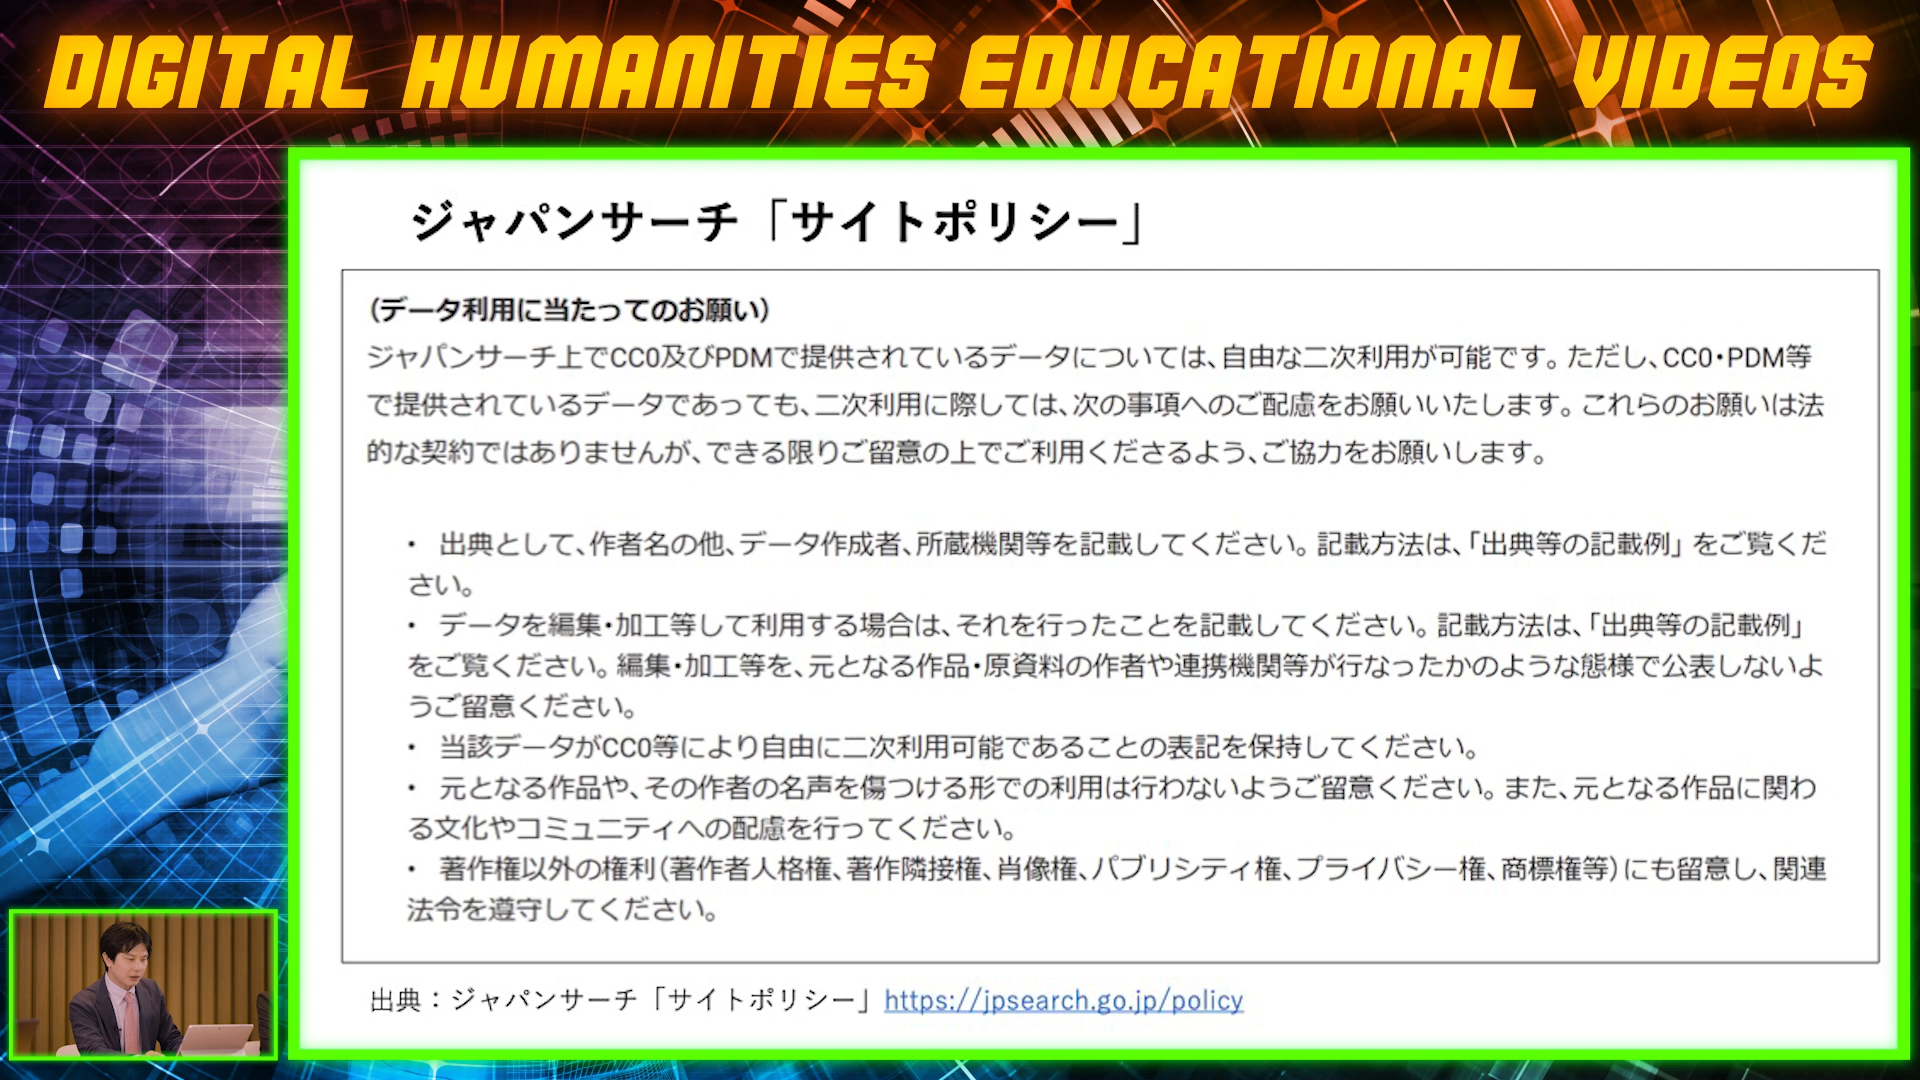 DIGITAL HUMANITIES EDUCATIONAL VIDEOS
ジャパンサーチ「サイトポリシー」
（データ利用に当たってのお願い）
ジャパンサーチ上でCC0及びPDMで提供されているデータについては、自由な二次利用が可能です。ただし、CC0・PDM等
で提供されているデータであっても、二次利用に際しては、次の事項へのご配慮をお願いいたします。これらのお願いは法
的な契約ではありませんが、できる限りご留意の上でご利用くださるよう、ご協力をお願いします。
・ 出典として、作者名の他、データ作成者、所蔵機関等を記載してください。記載方法は、「出典等の記載例」をご覧くだ
さい。
・ データを編集・加工等して利用する場合は、それを行ったことを記載してください。記載方法は、「出典等の記載例」
をご覧ください。編集・加工等を、元となる作品・原資料の作者や連携機関等が行なったかのような態様で公表しないよ
うご留意ください。
・ 当該データがCC0等により自由に二次利用可能であることの表記を保持してください。
・ 元となる作品や、その作者の名声を傷つける形での利用は行わないようご留意ください。また、元となる作品に関わ
る文化やコミュニティへの配慮を行ってください。
・ 著作権以外の権利（著作者人格権、著作隣接権、肖像権、パブリシティ権、プライバシー権、商標権等）にも留意し、関連
法令を遵守してください。
出典：ジャパンサーチ「サイトポリシー」https://jpsearch.go.jp/policy